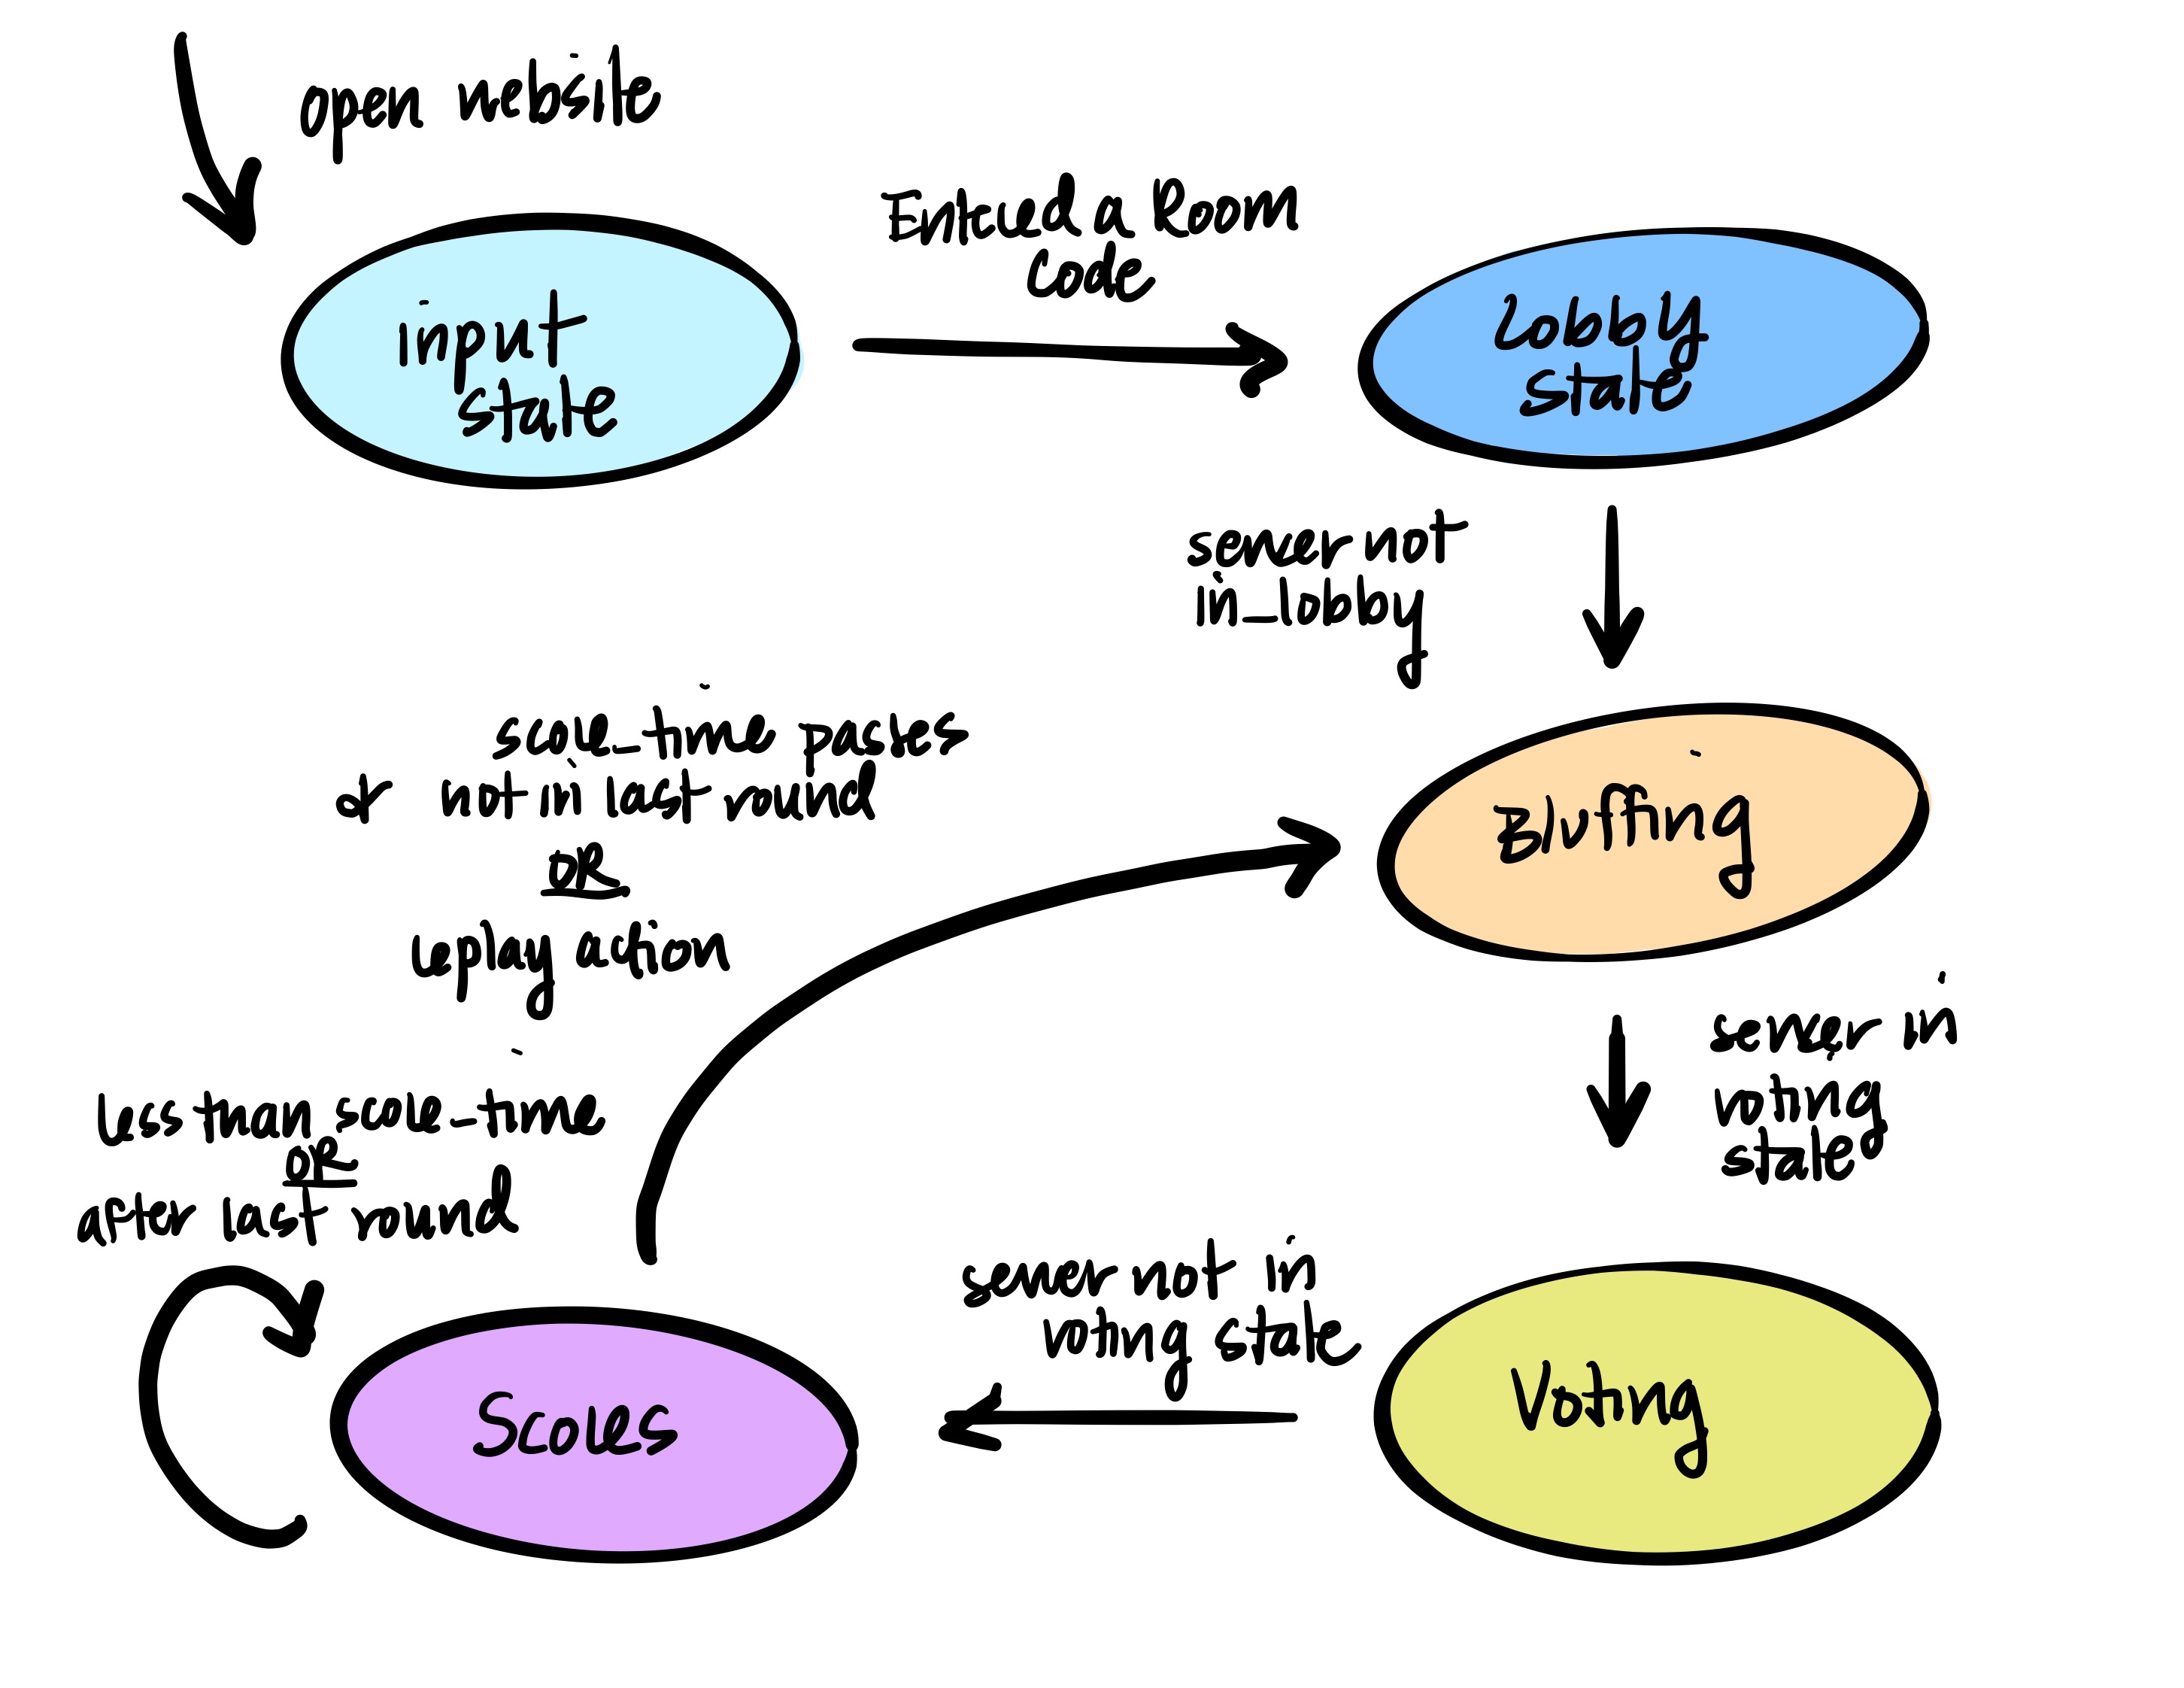 open website
Entered a Room
Code
input
state
Lobby
state
server not
in_lobby
score_time passes
& not in last round
OR
replay action
Bluffing
server in
voting
state
Less than score_time
OR
after last round
server not in
voting state
Scores
Voting